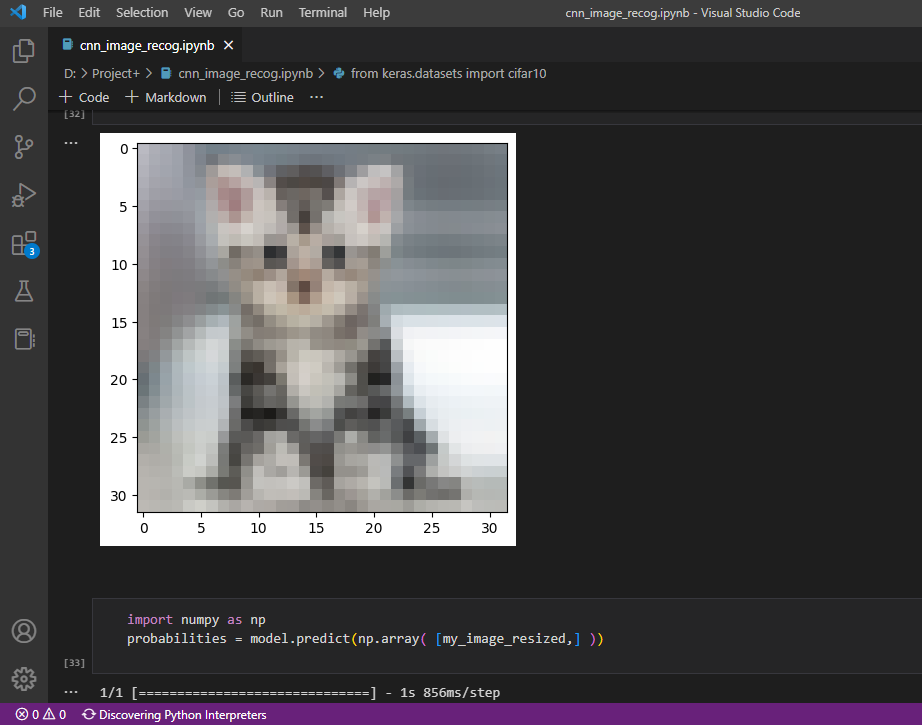 File Edit Selection View Go Run Terminal Help cnn_image_recog.ipynb - Visual Studio Code
cnn_image_recog.ipynb ×
D: > Project+ > cnn_image_recog.ipynb > from keras.datasets import cifar10
+ Code + Markdown | Outline ···
[32]
...
0
5
10
15
20
25
30
0 5 10 15 20 25 30
3
import numpy as np
probabilities = model.predict(np.array( [my_image_resized,] ))
[33]
... 1/1 [==============================] - 1s 856ms/step
0 0 Discovering Python Interpreters